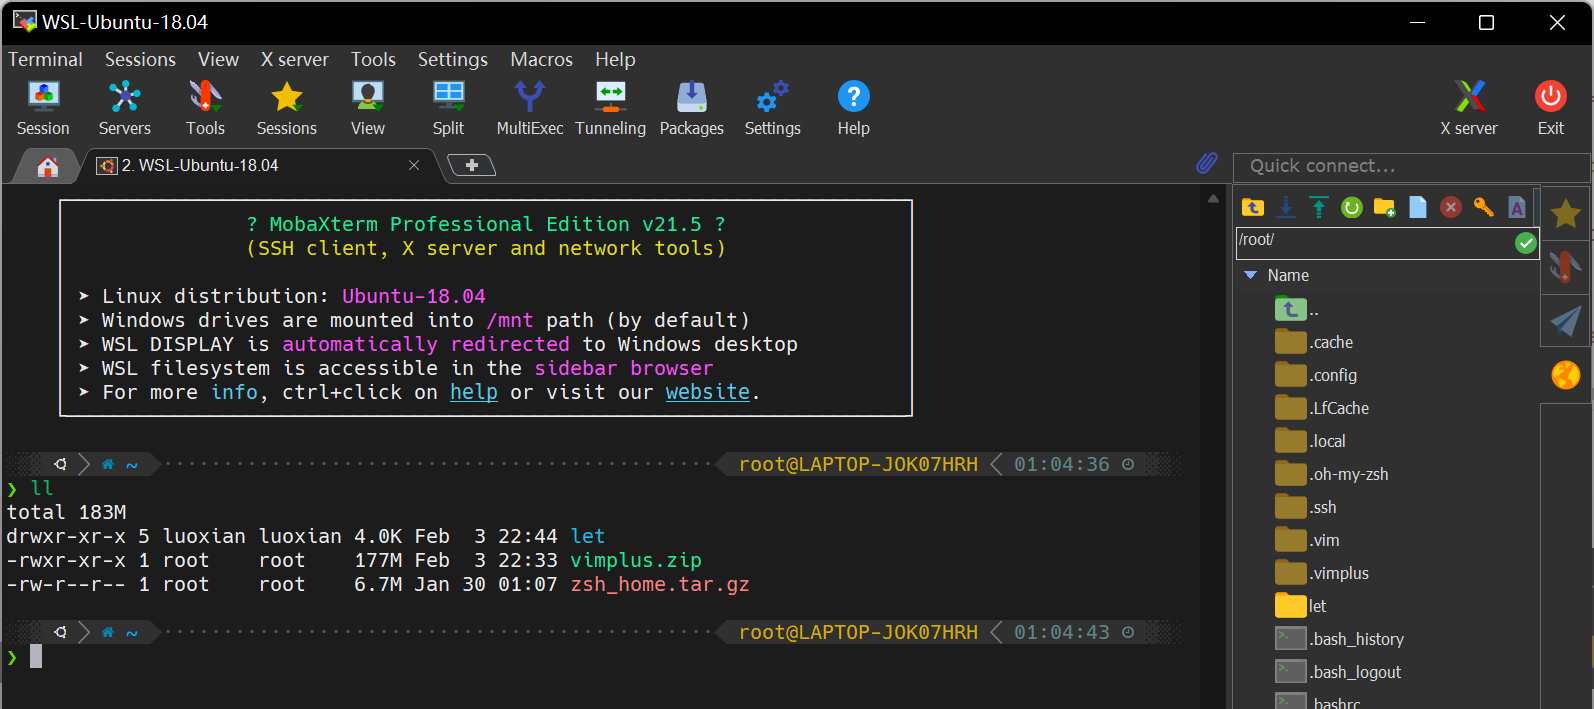 WSL-Ubuntu-18.04
Terminal Sessions View X server Tools Settings Macros Help
Session Servers Tools Sessions View Split MultiExec Tunneling Packages Settings Help X server Exit
2. WSL-Ubuntu-18.04
Quick connect...
? MobaXterm Professional Edition v21.5 ?
(SSH client, X server and network tools)
➤ Linux distribution: Ubuntu-18.04
➤ Windows drives are mounted into /mnt path (by default)
➤ WSL DISPLAY is automatically redirected to Windows desktop
➤ WSL filesystem is accessible in the sidebar browser
➤ For more info, ctrl+click on help or visit our website.
~ root@LAPTOP-JOK07HRH 01:04:36
❯ ll
total 183M
drwxr-xr-x 5 luoxian luoxian 4.0K Feb  3 22:44 let
-rwxr-xr-x 1 root    root    177M Feb  3 22:33 vimplus.zip
-rw-r--r-- 1 root    root    6.7M Jan 30 01:07 zsh_home.tar.gz
~ root@LAPTOP-JOK07HRH 01:04:43
❯
/root/
Name
..
.cache
.config
.LfCache
.local
.oh-my-zsh
.ssh
.vim
.vimplus
let
.bash_history
.bash_logout
.bashrc